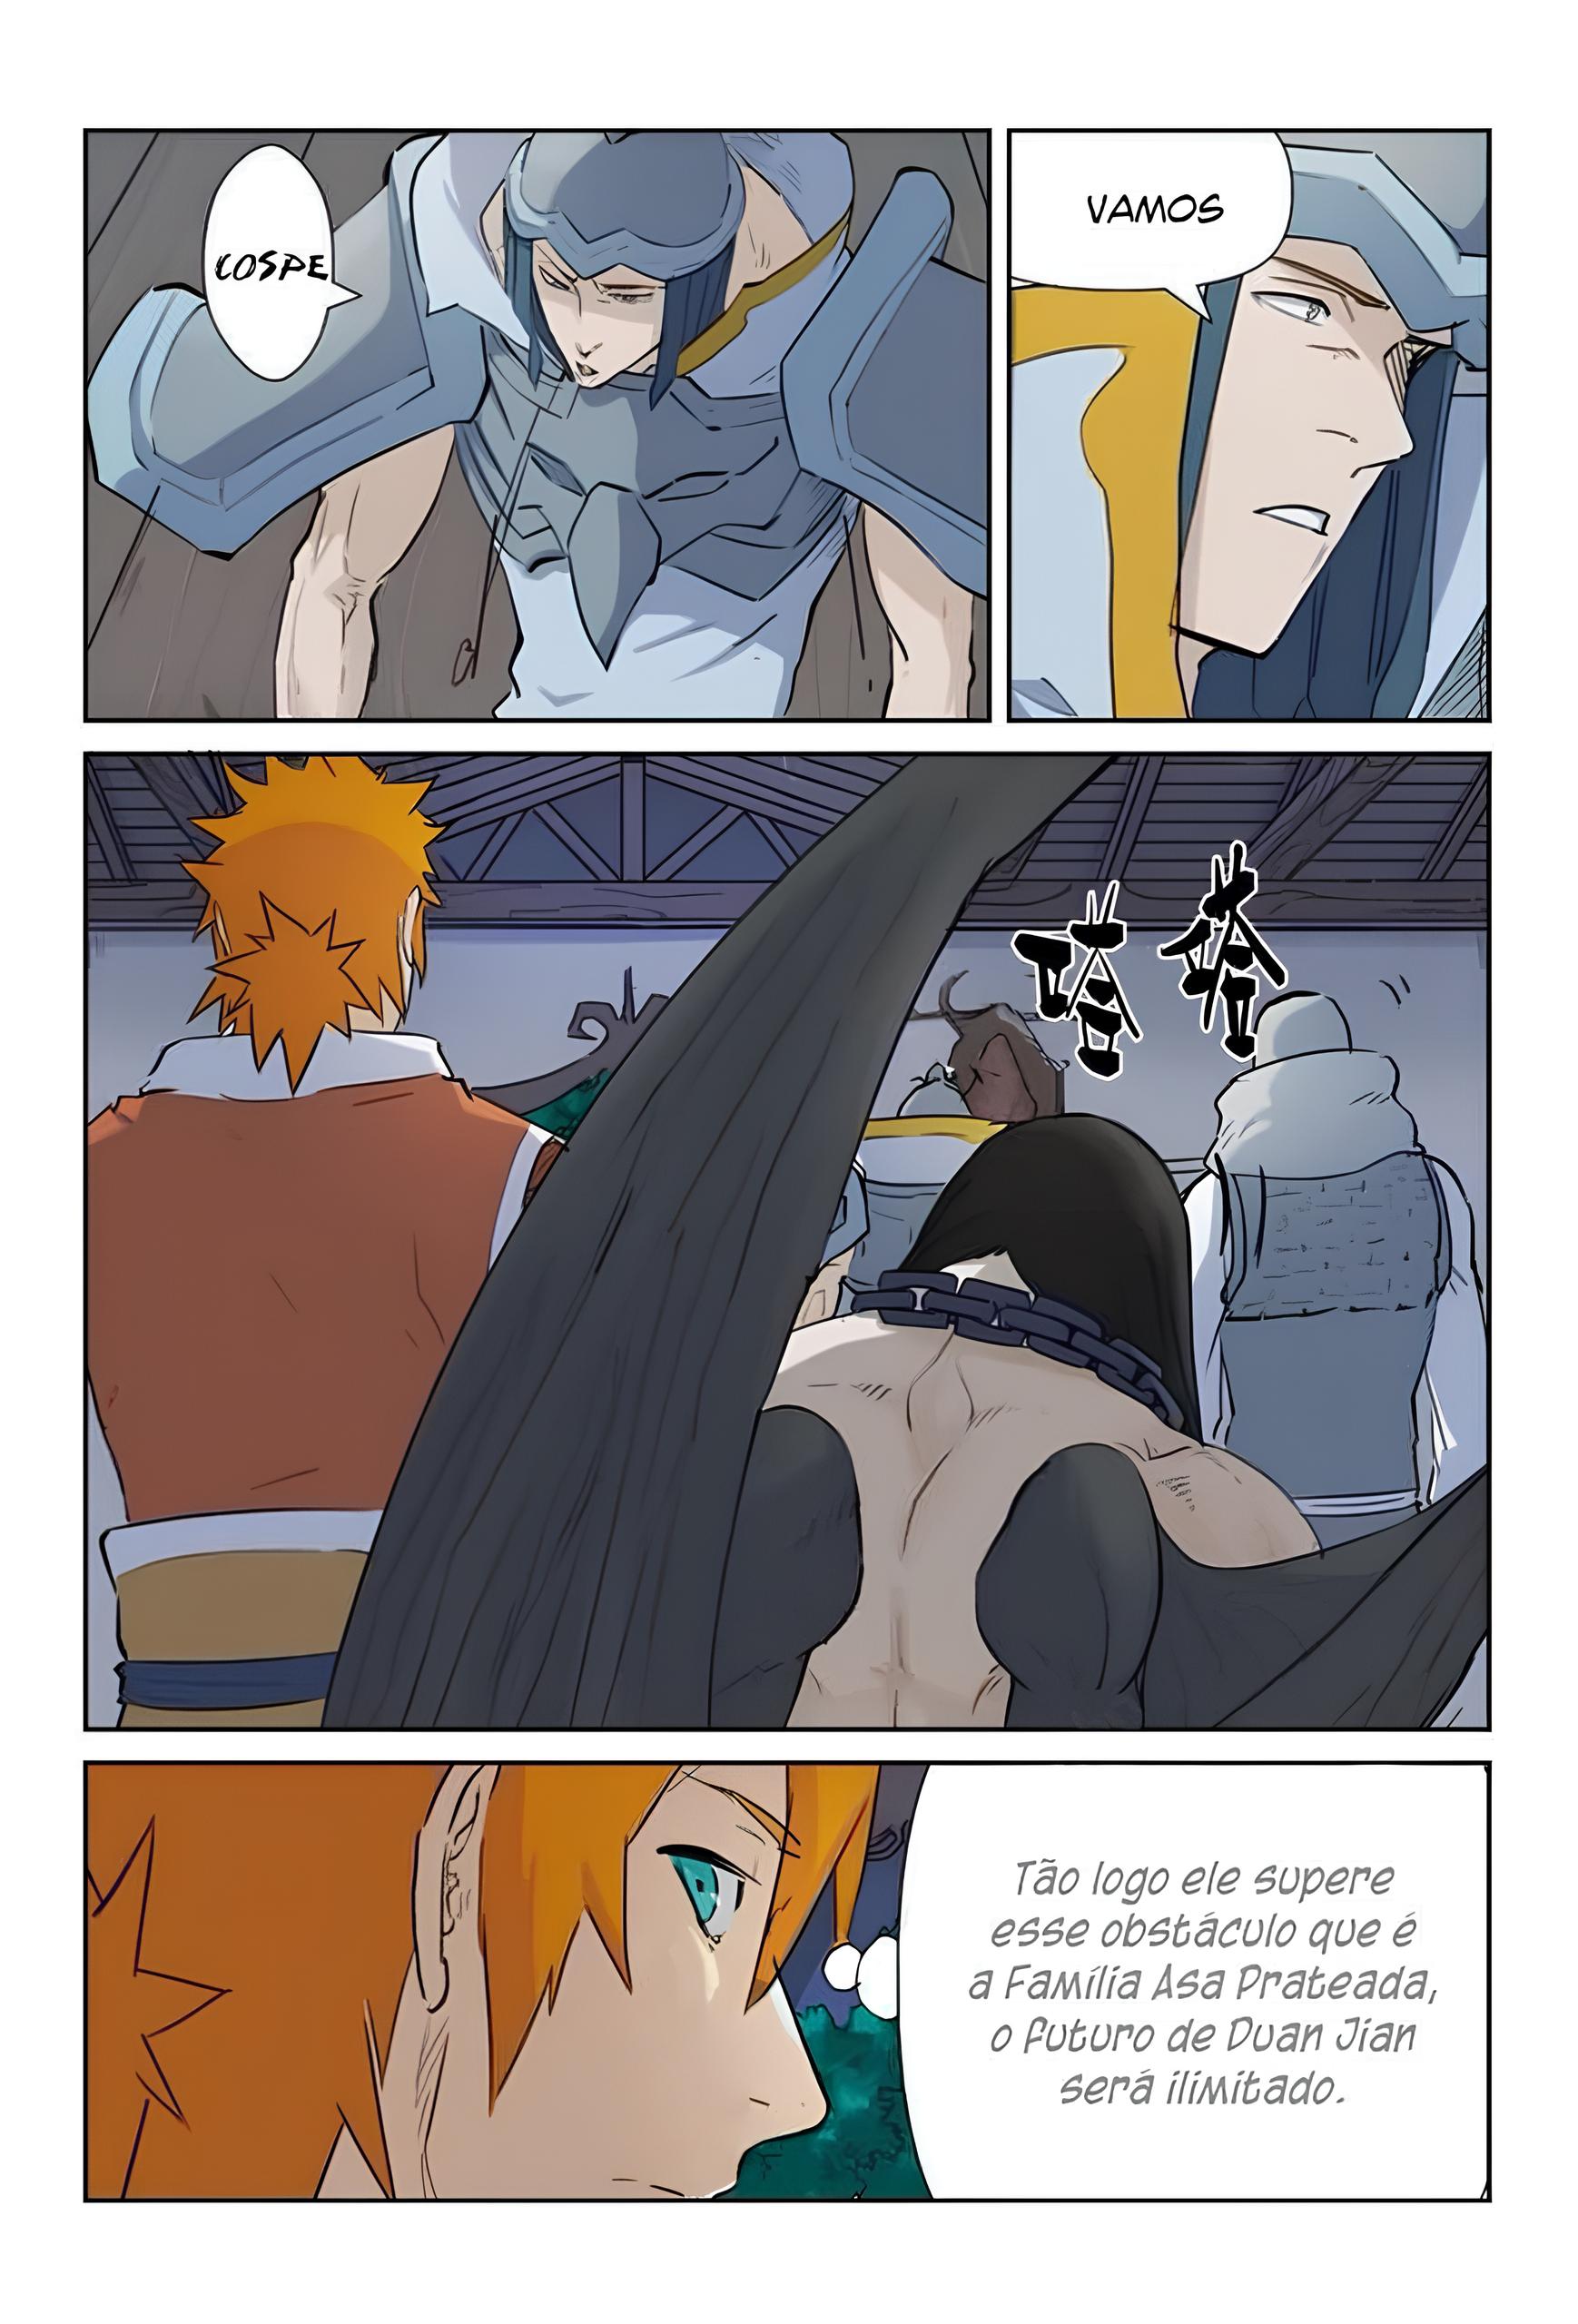 COSPE
VAMOS
嗒
嗒
Tão logo ele supere
esse obstáculo que é
a Família Asa Prateada,
o futuro de Duan Jian
será ilimitado.